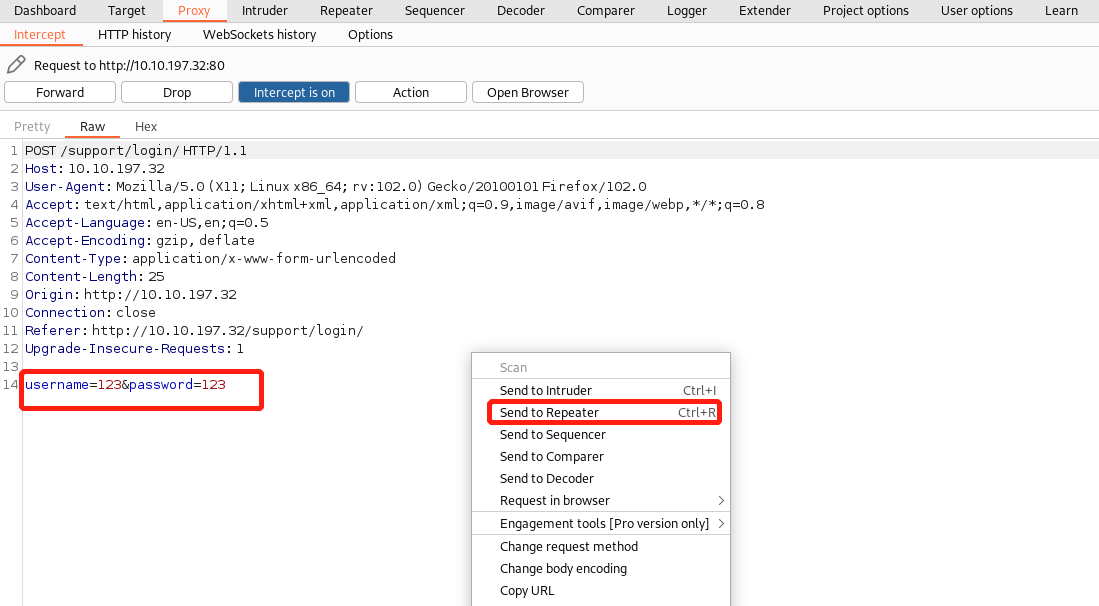 Dashboard Target Proxy Intruder Repeater Sequencer Decoder Comparer Logger Extender Project options User options Learn
Intercept HTTP history WebSockets history Options
Request to http://10.10.197.32:80
Forward Drop Intercept is on Action Open Browser
Pretty Raw Hex
1 POST /support/login/ HTTP/1.1
2 Host: 10.10.197.32
3 User-Agent: Mozilla/5.0 (X11; Linux x86_64; rv:102.0) Gecko/20100101 Firefox/102.0
4 Accept: text/html,application/xhtml+xml,application/xml;q=0.9,image/avif,image/webp,*/*;q=0.8
5 Accept-Language: en-US,en;q=0.5
6 Accept-Encoding: gzip, deflate
7 Content-Type: application/x-www-form-urlencoded
8 Content-Length: 25
9 Origin: http://10.10.197.32
10 Connection: close
11 Referer: http://10.10.197.32/support/login/
12 Upgrade-Insecure-Requests: 1
13
14 username=123&password=123
Scan
Send to Intruder Ctrl+I
Send to Repeater Ctrl+R
Send to Sequencer
Send to Comparer
Send to Decoder
Request in browser
Engagement tools [Pro version only]
Change request method
Change body encoding
Copy URL